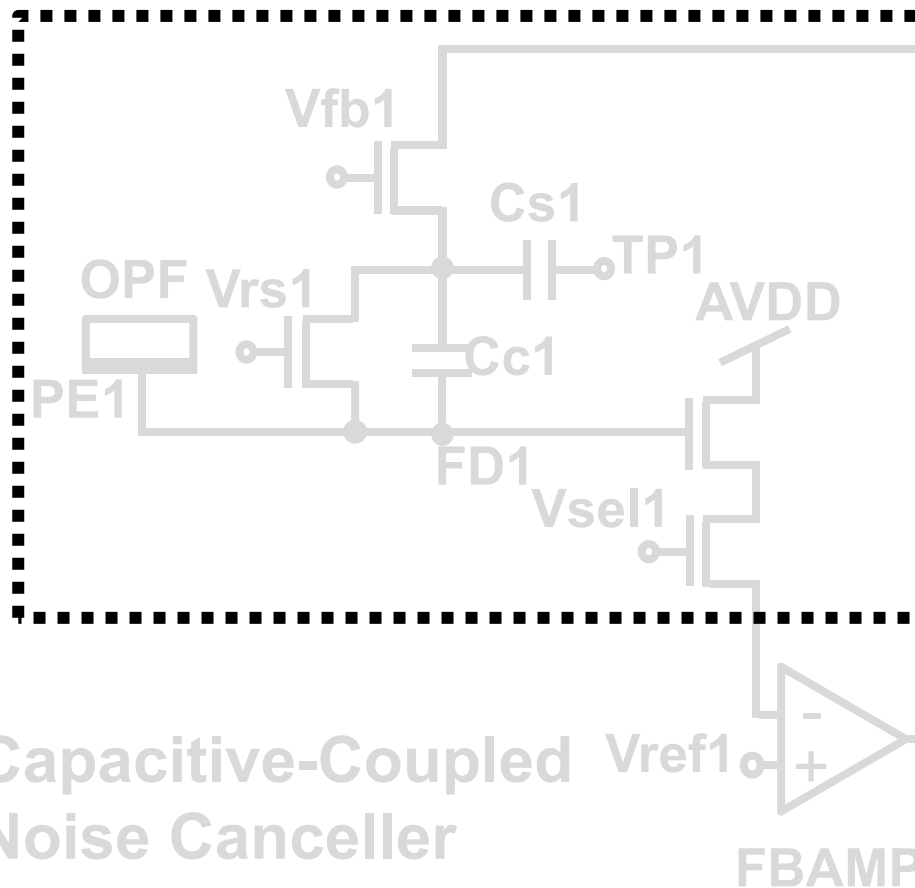 Vfb1
Cs1
TP1
OPF
Vrs1
AVDD
Cc1
PE1
FD1
Vsel1
-
Capacitive-Coupled
Vref1
+
Noise Canceller
FBAMP